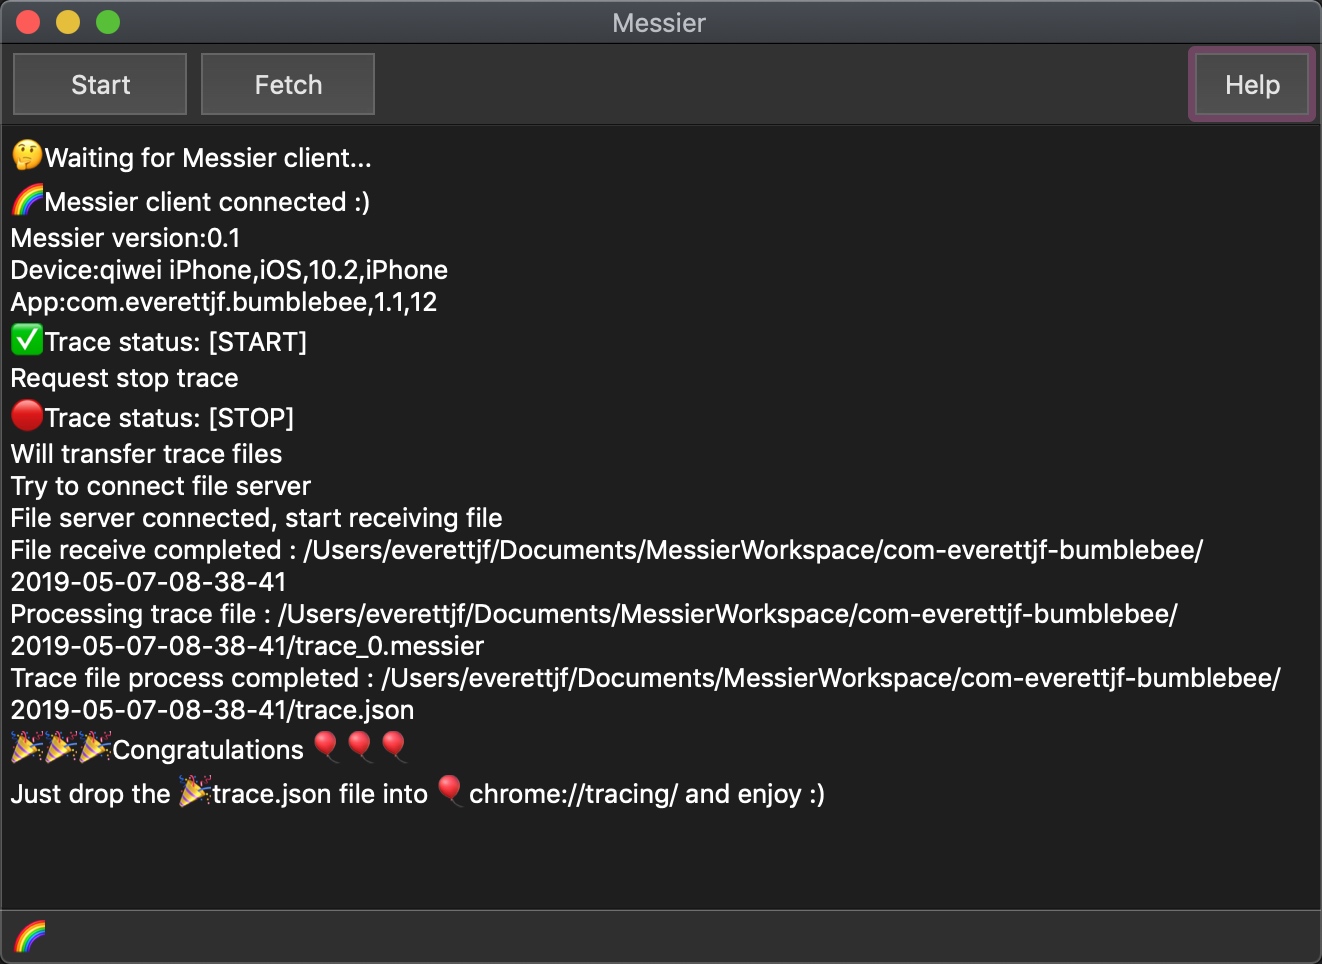 Messier
Start
Fetch
Help
🤔Waiting for Messier client...
🌈Messier client connected :)
Messier version:0.1
Device:qiwei iPhone,iOS,10.2,iPhone
App:com.everettjf.bumblebee,1.1,12
✅Trace status: [START]
Request stop trace
🔴Trace status: [STOP]
Will transfer trace files
Try to connect file server
File server connected, start receiving file
File receive completed : /Users/everettjf/Documents/MessierWorkspace/com-everettjf-bumblebee/
2019-05-07-08-38-41
Processing trace file : /Users/everettjf/Documents/MessierWorkspace/com-everettjf-bumblebee/
2019-05-07-08-38-41/trace_0.messier
Trace file process completed : /Users/everettjf/Documents/MessierWorkspace/com-everettjf-bumblebee/
2019-05-07-08-38-41/trace.json
🎉🎉🎉Congratulations 🎈🎈🎈
Just drop the 🎉trace.json file into 🎈chrome://tracing/ and enjoy :)
🌈